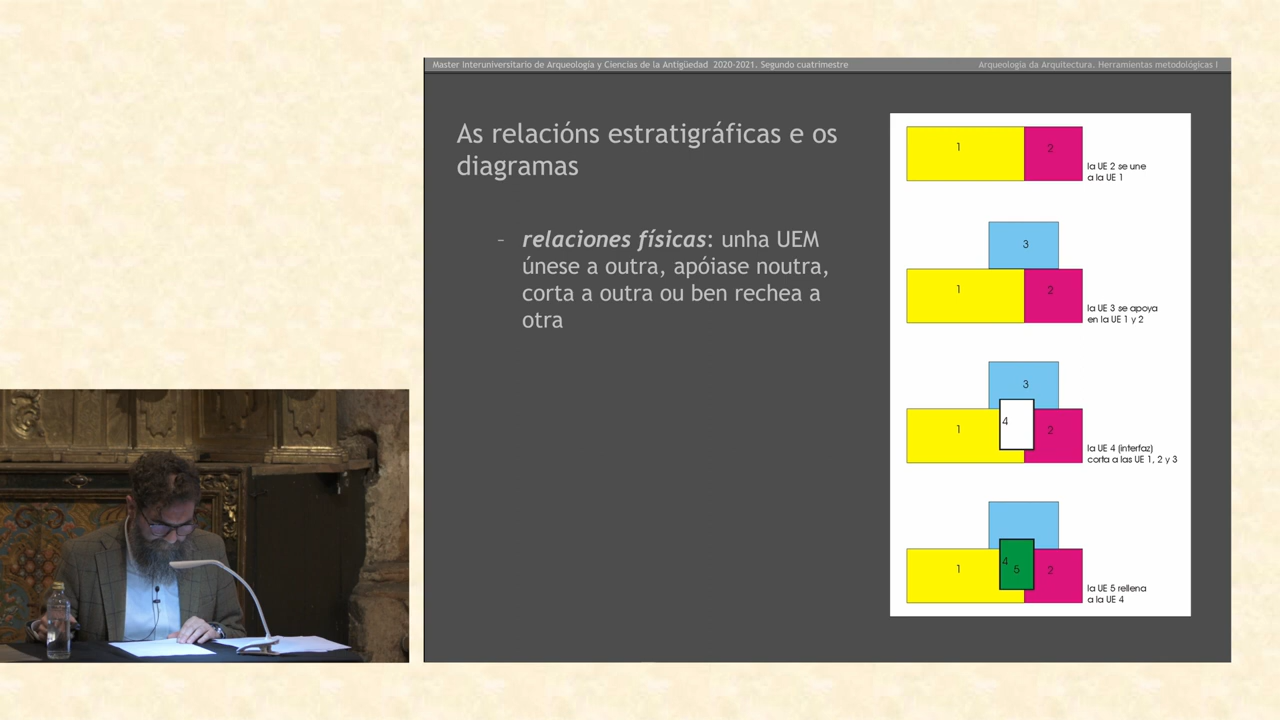 Master Interuniversitario de Arqueología y Ciencias de la Antigüedad 2020-2021. Segundo cuatrimestre
Arqueología da Arquitectura. Herramientas metodológicas I
As relacións estratigráficas e os
diagramas
– relaciones físicas: unha UEM
únese a outra, apóiase noutra,
corta a outra ou ben rechea a
otra
1 2
la UE 2 se une
a la UE 1
3
1 2
la UE 3 se apoya
en la UE 1 y 2
3
4
1 2
la UE 4 (interfaz)
corta a las UE 1, 2 y 3
4
1 5 2
la UE 5 rellena
a la UE 4